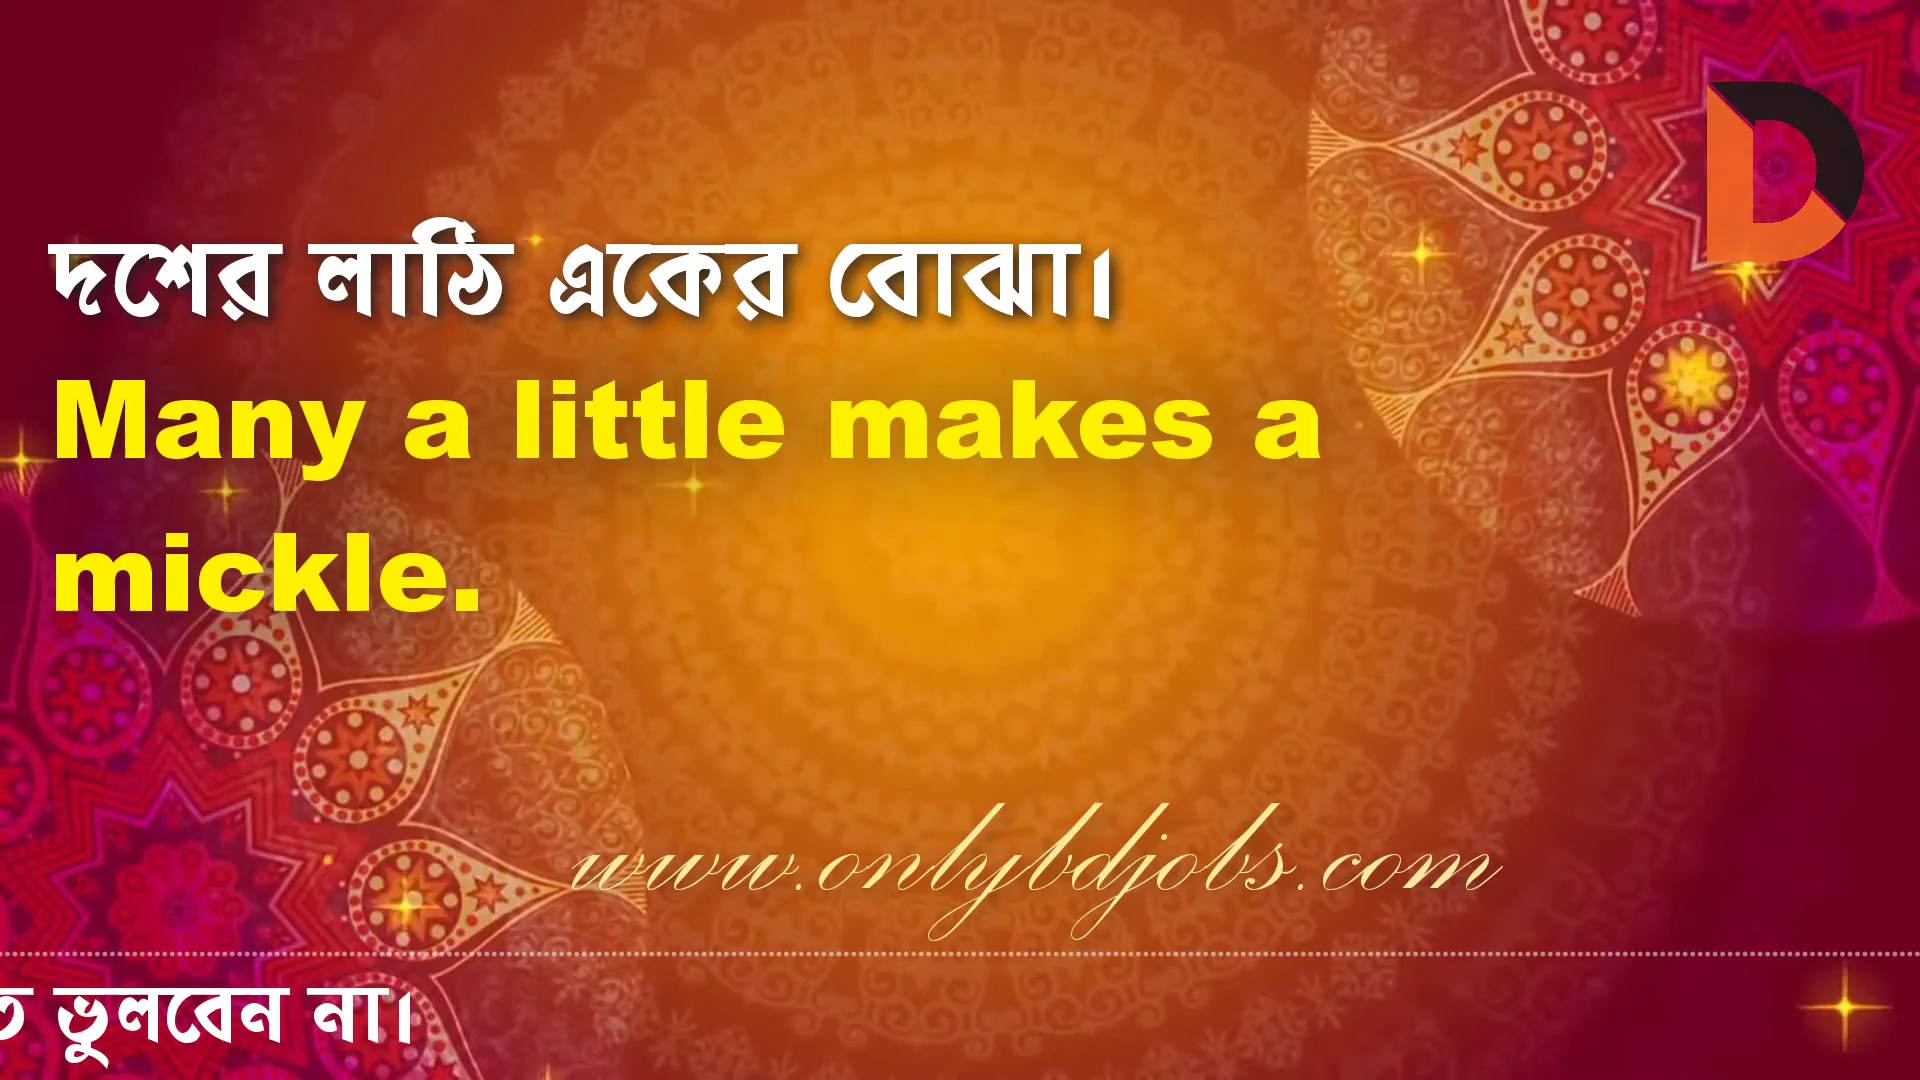 দশের লাঠি একের বোঝা।
Many a little makes a
mickle.
www.onlybdjobs.com
ভুলবেন না।